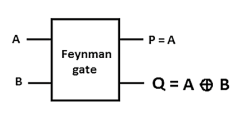 A
P = A
Feynman
gate
B
Q = A ⊕ B